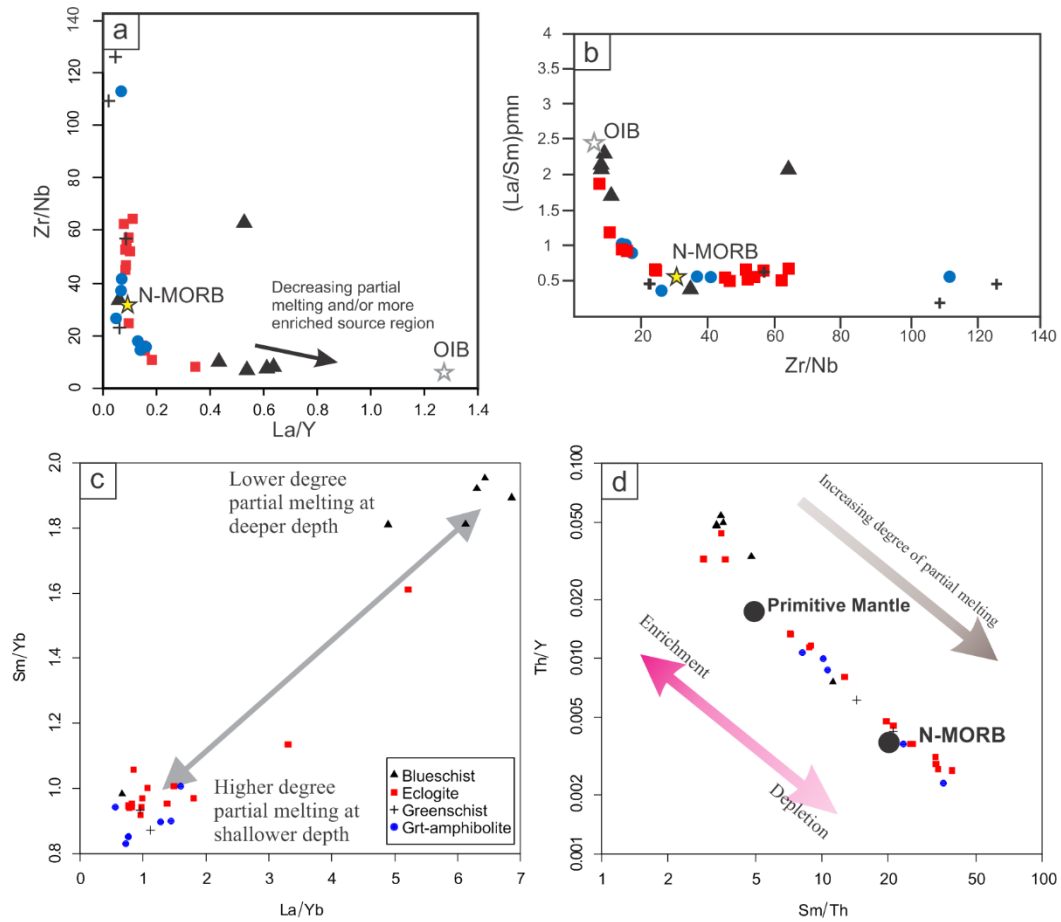 a
140
120
100
80
60
40
20
0
Zr/Nb
N-MORB
Decreasing partial
melting and/or more
enriched source region
OIB
0.0
0.2
0.4
0.6
0.8
1.0
1.2
1.4
La/Y
b
4
3.5
3
2.5
2
1.5
1
0.5
(La/Sm)pmn
OIB
N-MORB
20
40
60
80
100
120
140
Zr/Nb
c
2.0
1.8
1.6
1.4
1.2
1.0
0.8
Sm/Yb
Lower degree
partial melting at
deeper depth
Higher degree
partial melting at
shallower depth
Blueschist
Eclogite
Greenschist
Grt-amphibolite
0
1
2
3
4
5
6
7
La/Yb
d
0.100
0.050
0.020
0.010
0.005
0.002
0.001
Th/Y
Increasing degree of partial melting
Primitive Mantle
Enrichment
N-MORB
Depletion
1
2
5
10
20
50
100
Sm/Th